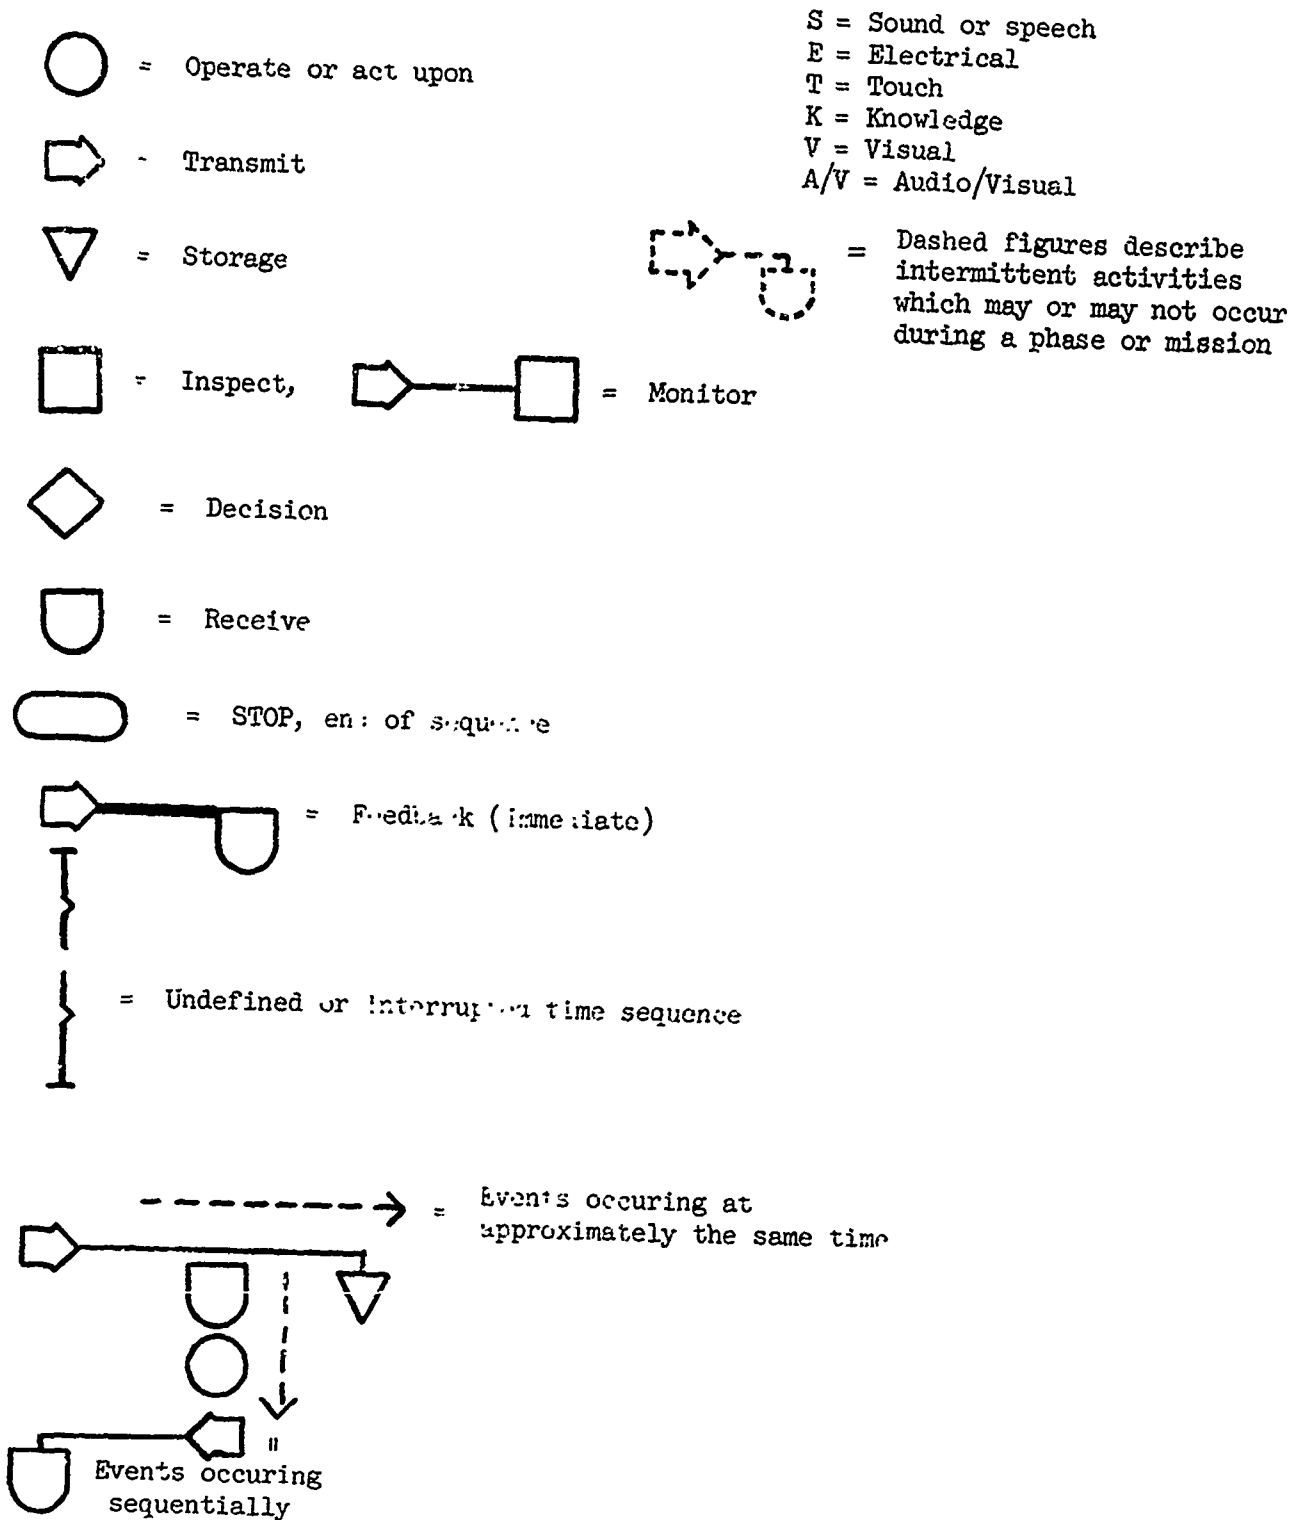 S = Sound or speech
E = Electrical
T = Touch
K = Knowledge
V = Visual
A/V = Audio/Visual
= Operate or act upon
- Transmit
= Storage
= Dashed figures describe
intermittent activities
which may or may not occur
during a phase or mission
= Inspect,
= Monitor
= Decision
= Receive
= STOP, of
= (immediate)
= Undefined or time sequence
= Events occuring at
approximately the same time
=
Events occuring
sequentially